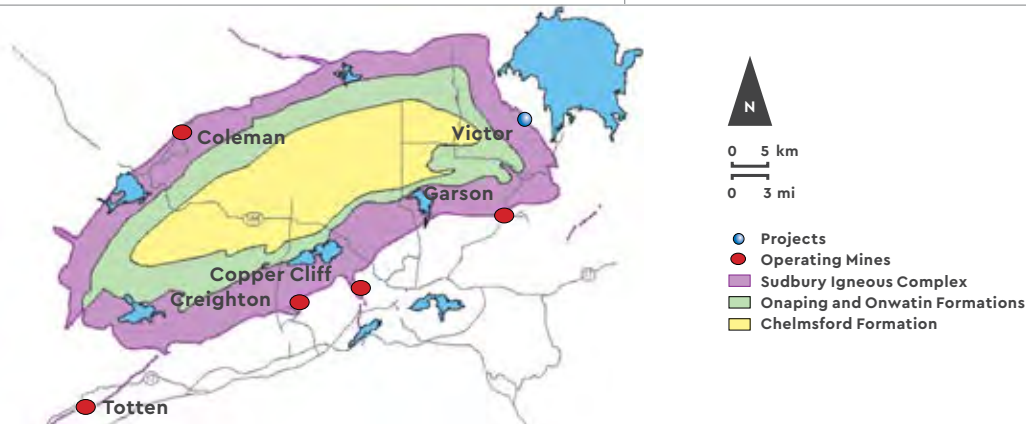 Coleman
Victor
Garson
Copper Cliff
Creighton
Totten
N
0 5 km
0 3 mi
Projects
Operating Mines
Sudbury Igneous Complex
Onaping and Onwatin Formations
Chelmsford Formation